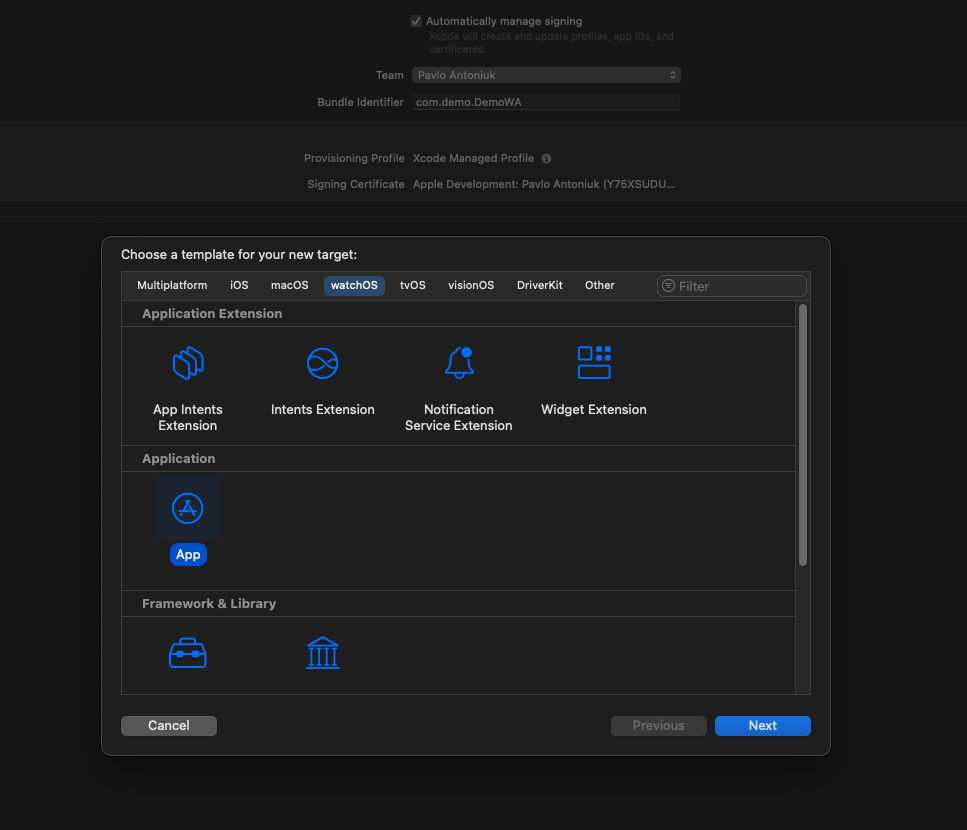 Automatically manage signing
Xcode will create and update profiles, app IDs, and
certificates.
Team Pavlo Antoniuk
Bundle Identifier com.demo.DemoWA
Provisioning Profile Xcode Managed Profile
Signing Certificate Apple Development: Pavlo Antoniuk (Y75XSUDU...
Choose a template for your new target:
Multiplatform iOS macOS watchOS tvOS visionOS DriverKit Other Filter
Application Extension
App Intents Extension
Intents Extension
Notification Service Extension
Widget Extension
Application
App
Framework & Library
Cancel Previous Next